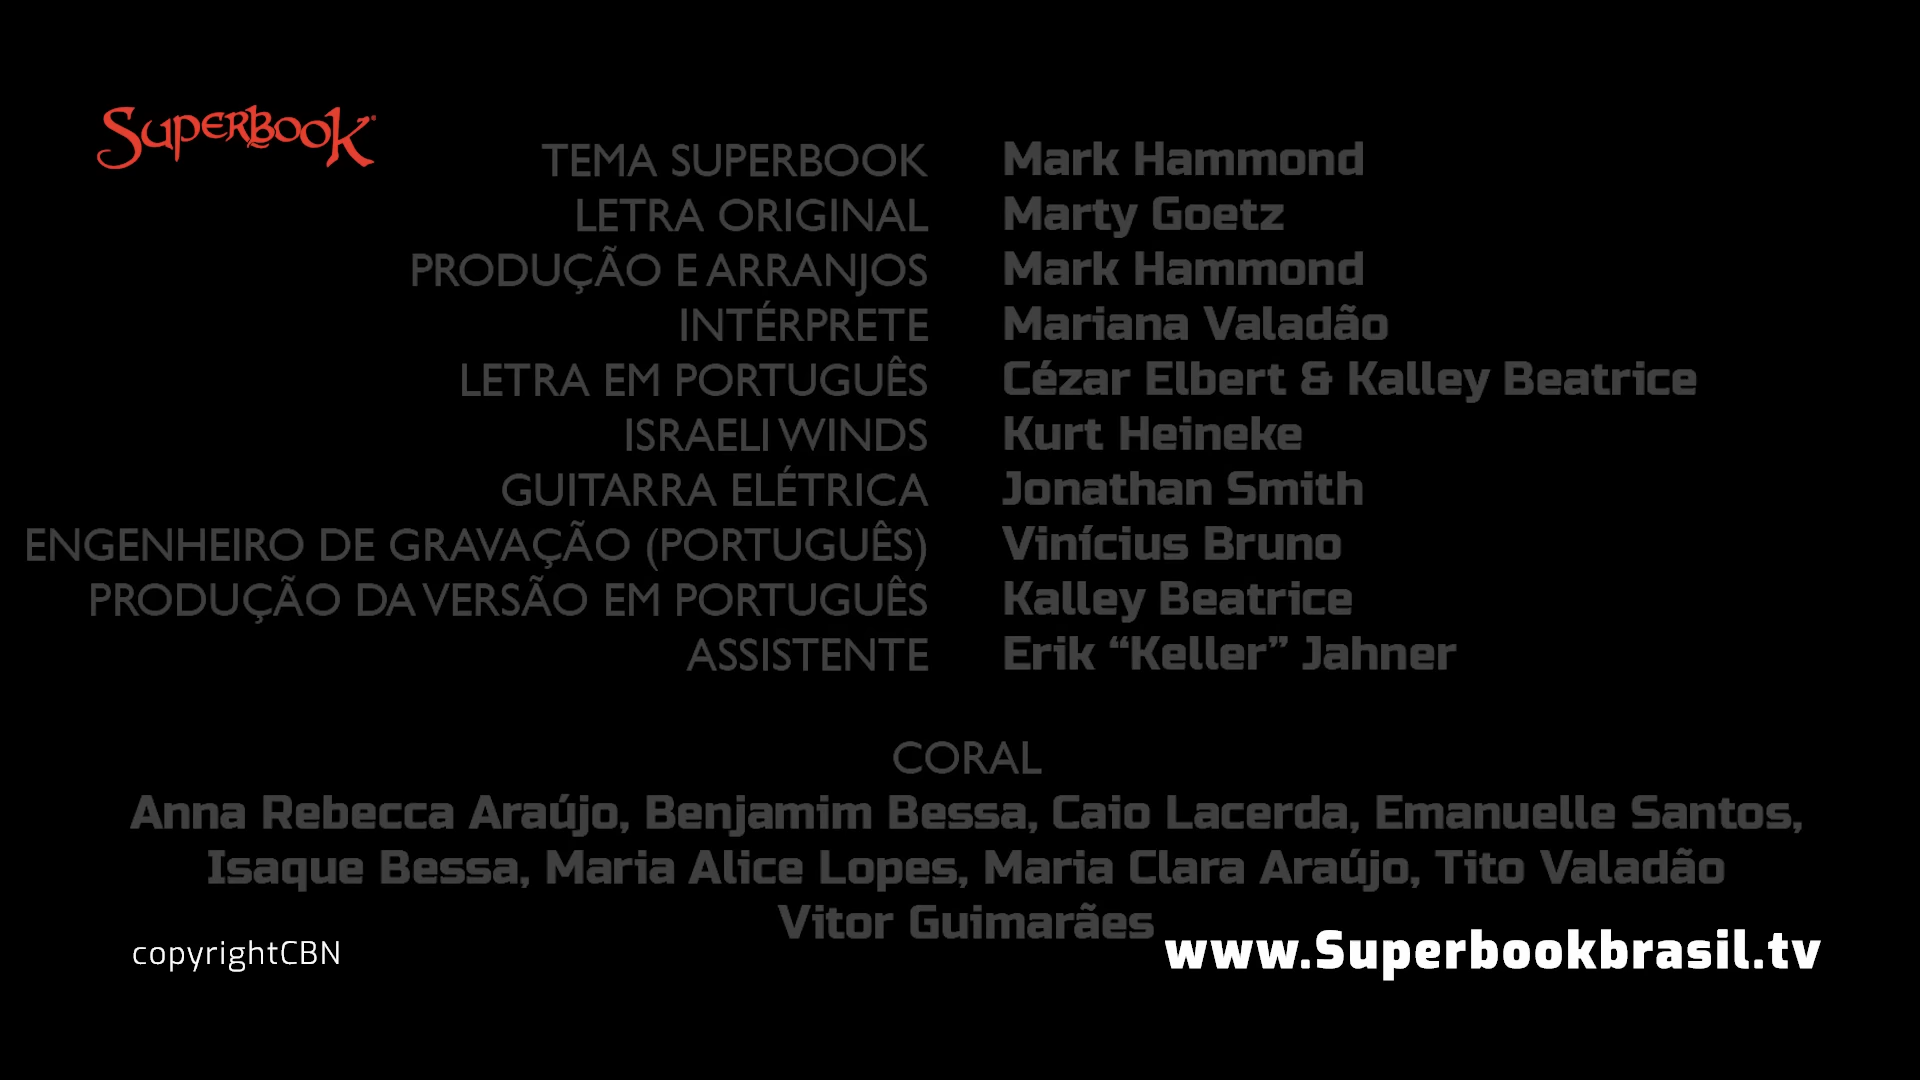 SUPERBOOK
TEMA SUPERBOOK Mark Hammond
LETRA ORIGINAL Marty Goetz
PRODUÇÃO E ARRANJOS Mark Hammond
INTÉRPRETE Mariana Valadão
LETRA EM PORTUGUÊS Cézar Elbert & Kalley Beatrice
ISRAELI WINDS Kurt Heineke
GUITARRA ELÉTRICA Jonathan Smith
ENGENHEIRO DE GRAVAÇÃO (PORTUGUÊS) Vinícius Bruno
PRODUÇÃO DA VERSÃO EM PORTUGUÊS Kalley Beatrice
ASSISTENTE Erik “Keller” Jahner
CORAL
Anna Rebecca Araújo, Benjamim Bessa, Caio Lacerda, Emanuelle Santos,
Isaque Bessa, Maria Alice Lopes, Maria Clara Araújo, Tito Valadão
Vitor Guimarães
copyrightCBN
www.Superbookbrasil.tv